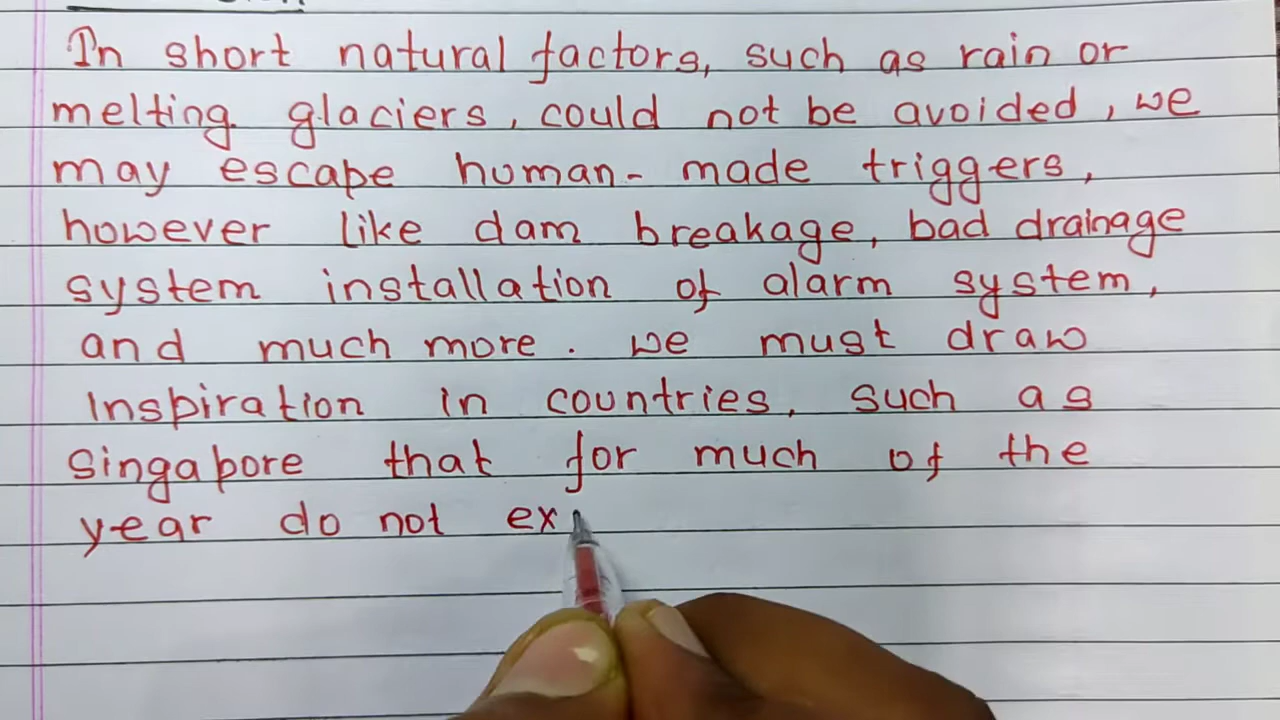 In short natural factors, such as rain or
melting glaciers, could not be avoided, we
may escape human-made triggers,
however like dam breakage, bad drainage
system installation of alarm system,
and much more. we must draw
Inspiration in countries, such as
singapore that for much of the
year do not ex